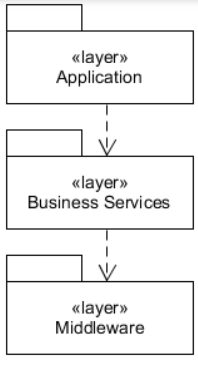 «layer»
Application
«layer»
Business Services
«layer»
Middleware